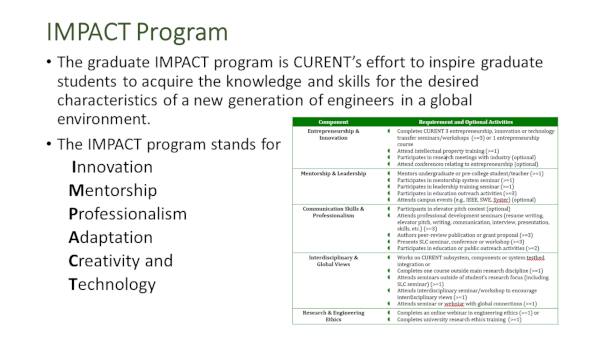 IMPACT Program
• The graduate IMPACT program is CURENT's effort to inspire graduate
students to acquire the knowledge and skills for the desired
characteristics of a new generation of engineers in a global
environment.
• The IMPACT program stands for
Innovation
Mentorship
Professionalism
Adaptation
Creativity and
Technology
Component Requirement and Optional Activities
Entrepreneurship &
Innovation
Completes CURENT 3 entrepreneurship, innovation or technology
transfer seminars/workshops (>=3) or 1 entrepreneurship
course
Attend intellectual property training (>=1)
Participates in research meetings with industry (optional)
Attend conferences relating to entrepreneurship (optional)
Mentorship & Leadership
Mentors undergraduate or pre-college student/teacher (>=1)
Participates in mentorship system seminar (>=1)
Participates in leadership training seminar (>=1)
Participates in education outreach activities (>=3)
Attend campus events (e.g., IEEE, SWE, Syster) (optional)
Communication Skills &
Professionalism
Participates in elevator pitch contest (optional)
Attends professional development seminars (resume writing,
elevator pitch, writing, communication, interview, presentation,
skills, etc.) (>=3)
Authors peer-review publication or grant proposal (>=3)
Presents SLC seminar, conference or workshop (>=3)
Participates in education or public outreach activities (>=2)
Interdisciplinary &
Global Views
Works on CURENT subsystem, components or system testbed
integration or
Completes one course outside main research discipline (>=1)
Attends seminars outside of student's research focus (including
SLC seminar) (>=1)
Attends interdisciplinary seminar/workshop to encourage
interdisciplinary views (>=1)
Attends seminar or webniar with global connections (>=1)
Research & Engineering
Ethics
Completes an online webinar in engineering ethics (>=1) or
Completes university research ethics training (>=1)